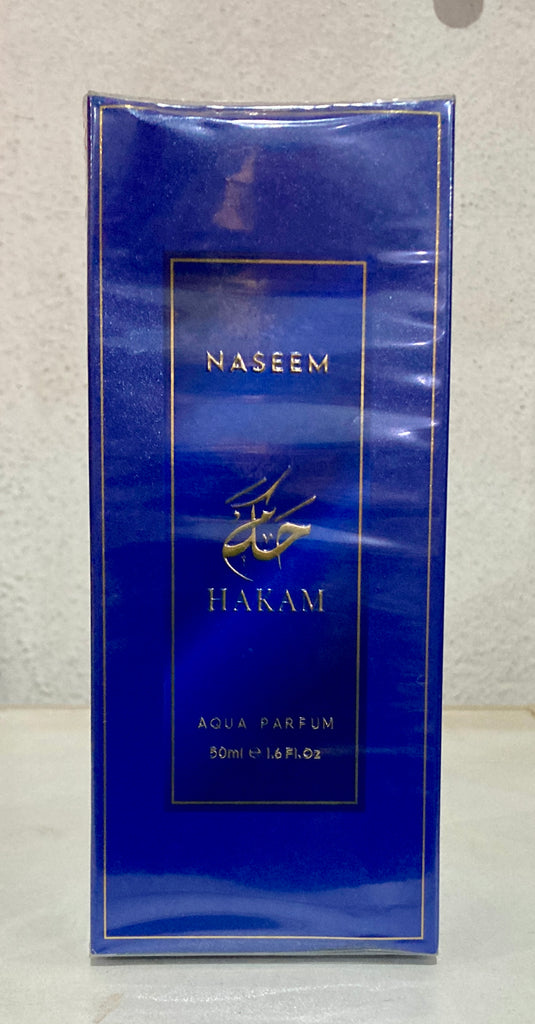 NASEEM
حكم
HAKAM
AQUA PARFUM
50ml ℮ 1.6 Fl.Oz